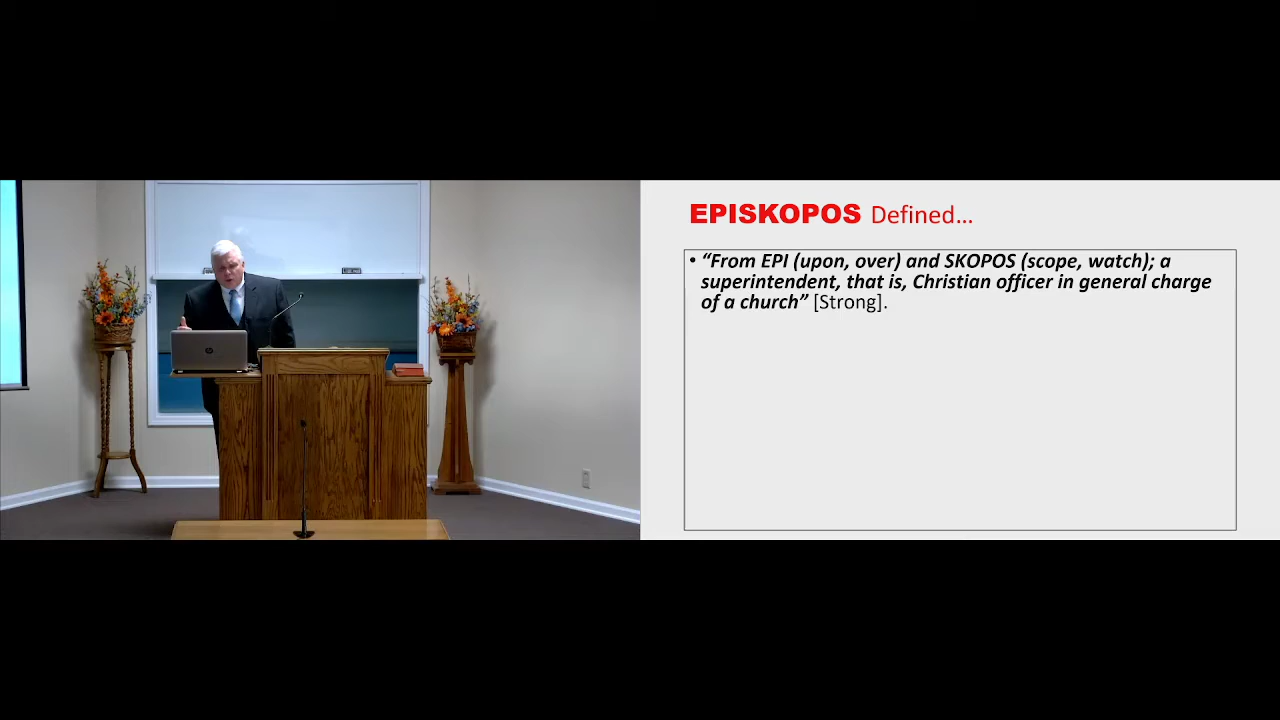 EPISKOPOS Defined...
• “From EPI (upon, over) and SKOPOS (scope, watch); a
superintendent, that is, Christian officer in general charge
of a church” [Strong].